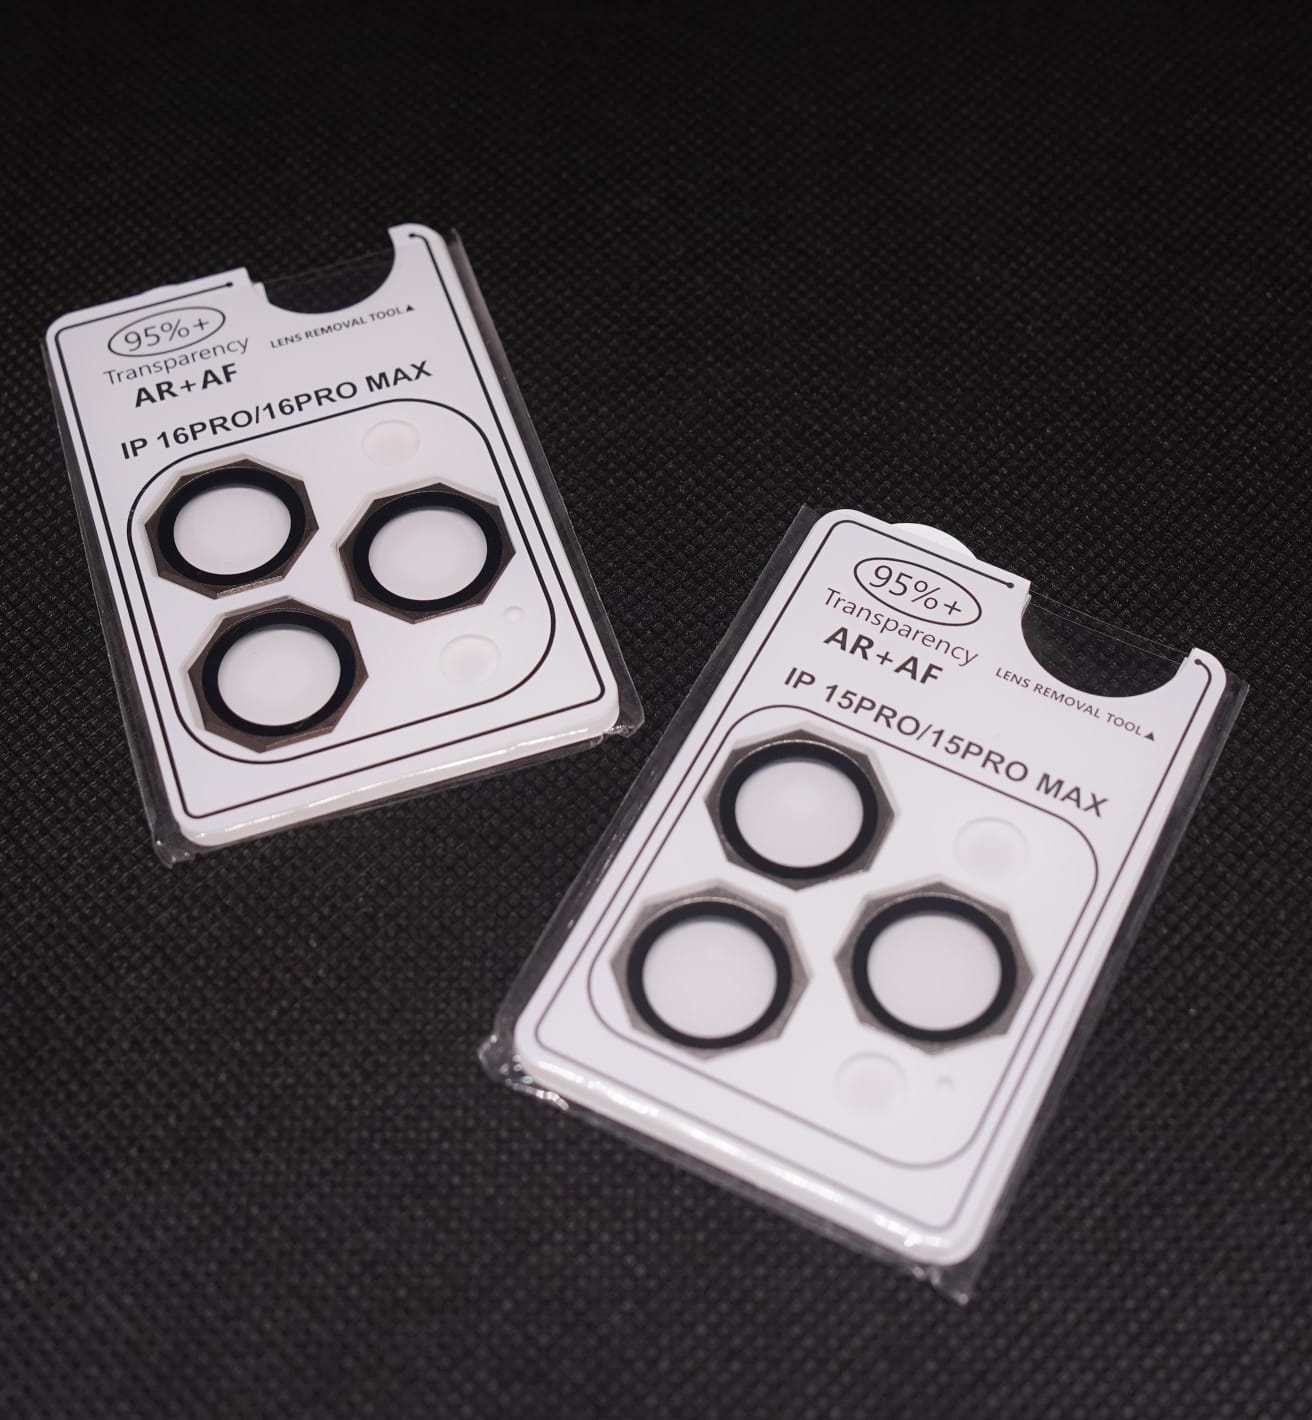 95%+
Transparency
AR+AF
LENS REMOVAL TOOL▲
IP 16PRO/16PRO MAX
95%+
Transparency
AR+AF
LENS REMOVAL TOOL▲
IP 15PRO/15PRO MAX